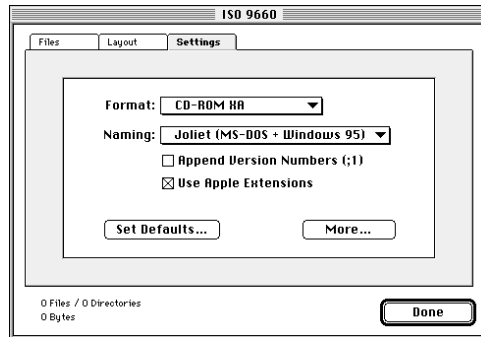 ISO 9660
Files Layout Settings
Format: CD-ROM XA
Naming: Joliet (MS-DOS + Windows 95)
Append Version Numbers (;1)
Use Apple Extensions
Set Defaults... More...
0 Files / 0 Directories
0 Bytes
Done